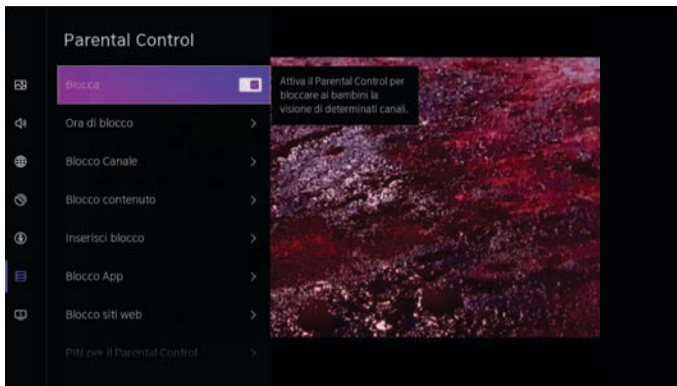 Parental Control
Blocca
Attiva il Parental Control per
bloccare ai bambini la
visione di determinati canali.
Ora di blocco
Blocco Canale
Blocco contenuto
Inserisci blocco
Blocco App
Blocco siti web
PIN per il Parental Control